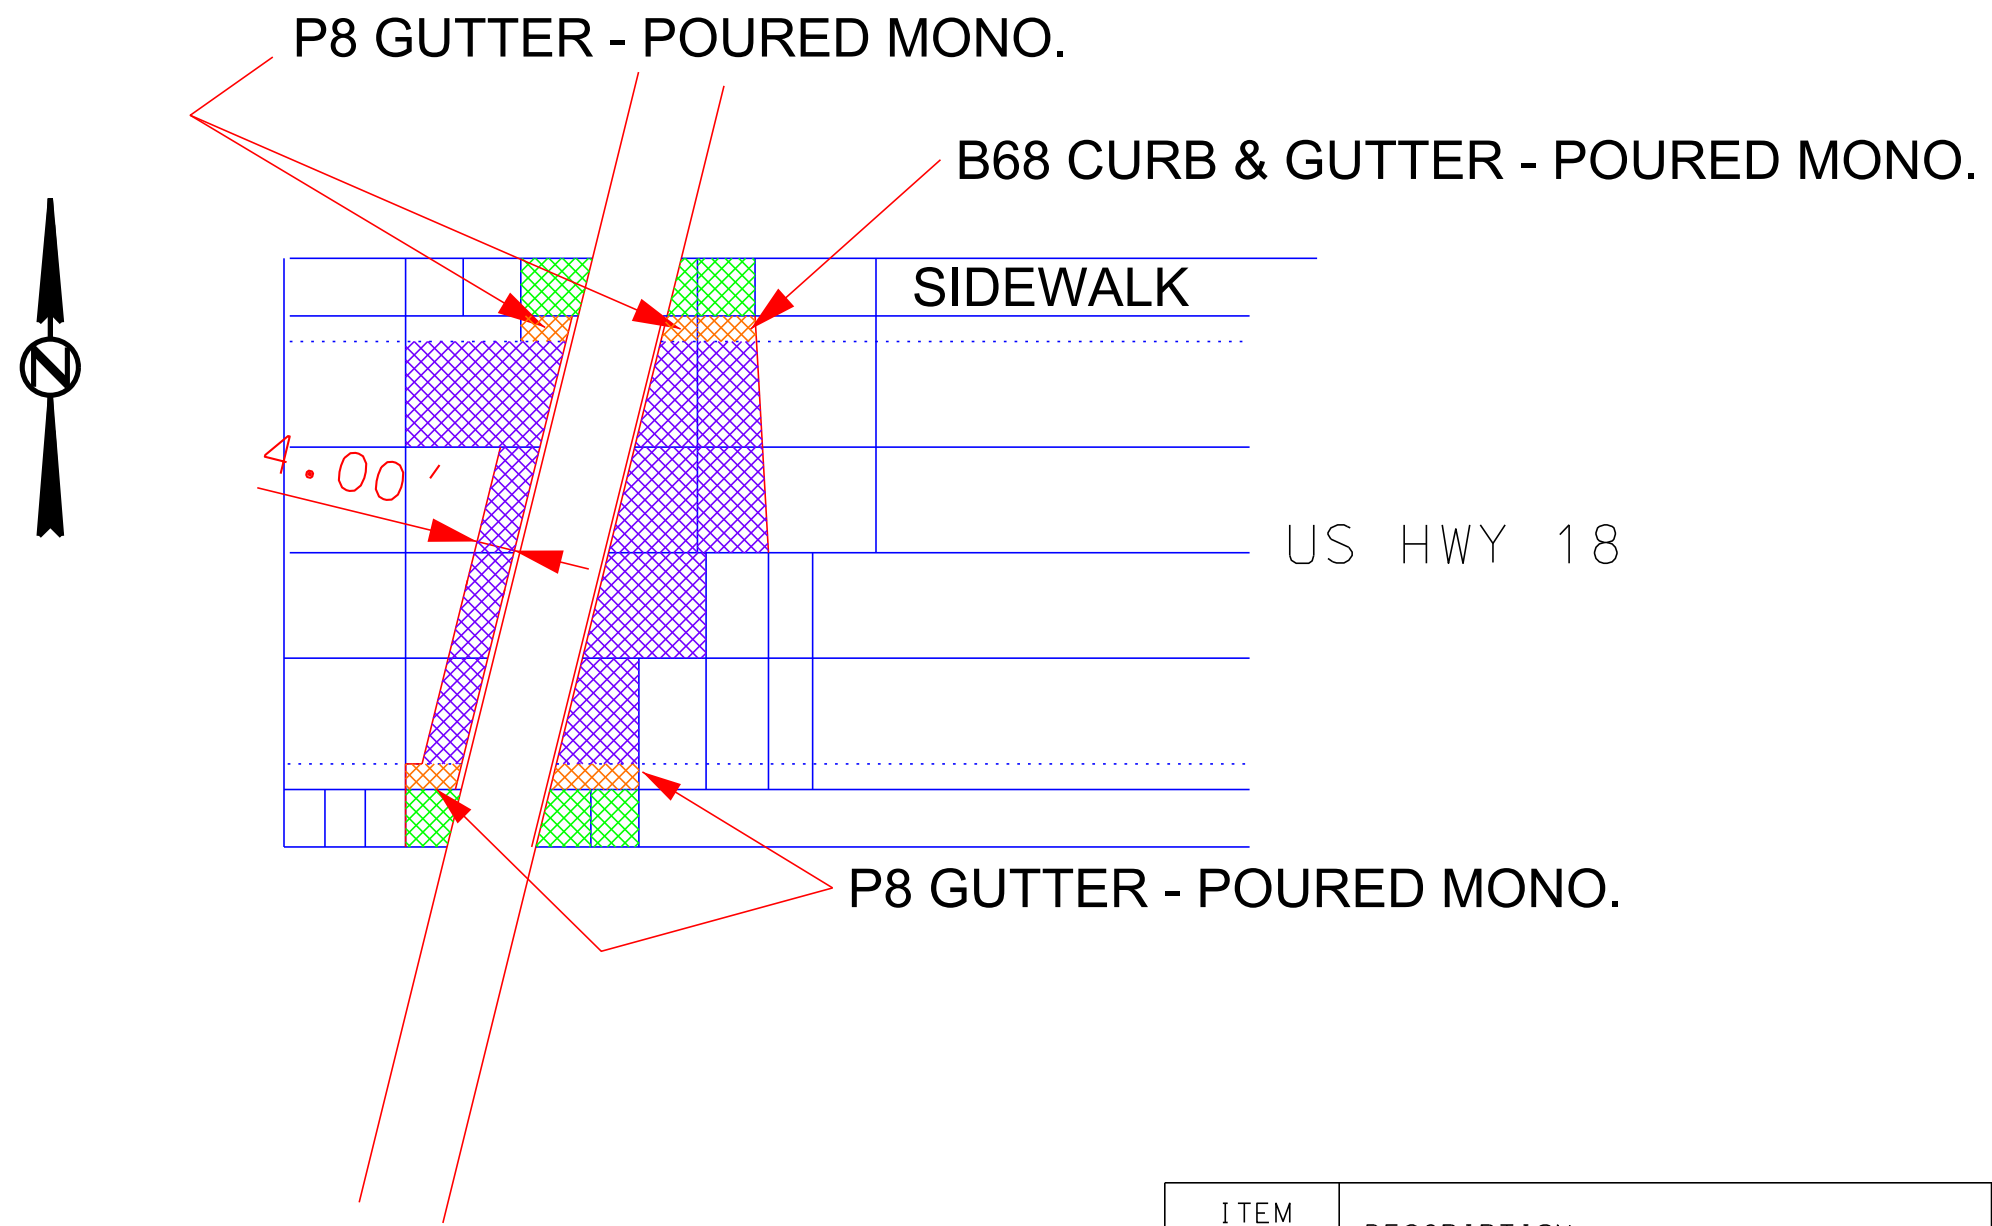 P8 GUTTER - POURED MONO.
B68 CURB & GUTTER - POURED MONO.
SIDEWALK
N
4.00'
US HWY 18
P8 GUTTER - POURED MONO.
ITEM